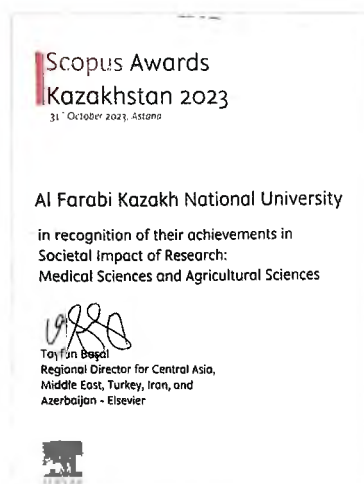 Scopus Awards
Kazakhstan 2023
31 October 2023, Astana
Al Farabi Kazakh National University
in recognition of their achievements in
Societal Impact of Research:
Medical Sciences and Agricultural Sciences
Tayfun Başal
Regional Director for Central Asia,
Middle East, Turkey, Iran, and
Azerbaijan - Elsevier